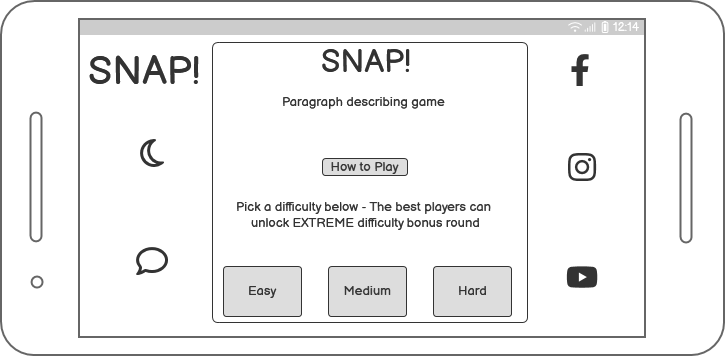 12:14
SNAP!
SNAP!
Paragraph describing game
How to Play
Pick a difficulty below - The best players can
unlock EXTREME difficulty bonus round
Easy
Medium
Hard